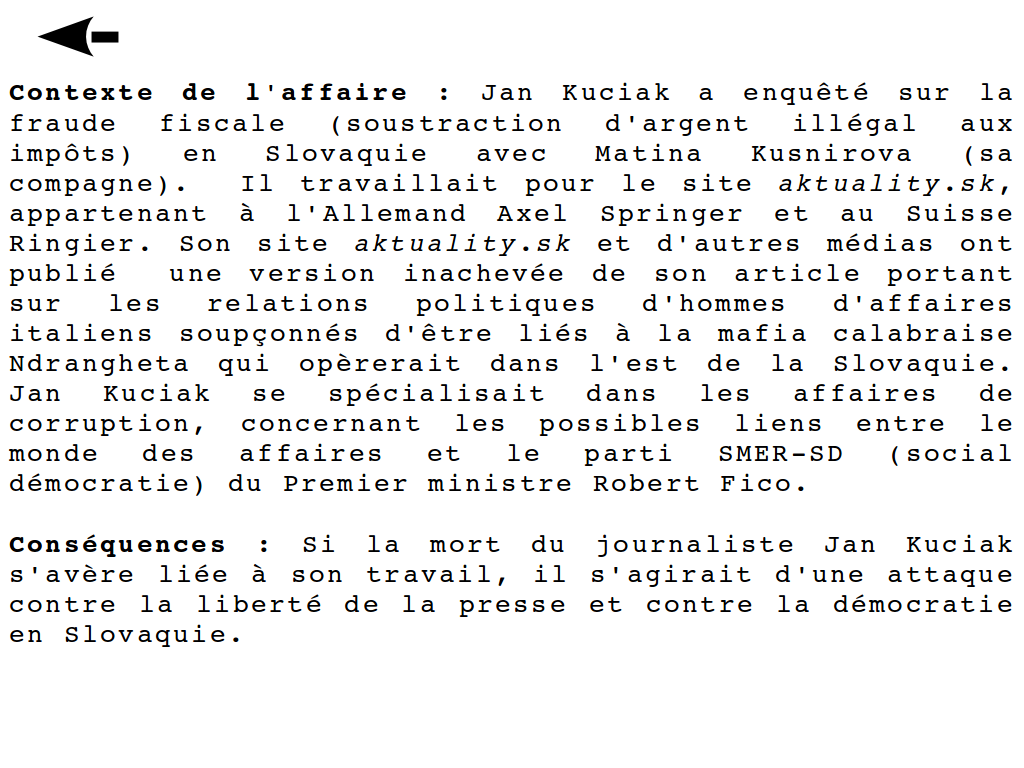 Contexte de l'affaire : Jan Kuciak a enquêté sur la
fraude fiscale (soustraction d'argent illégal aux
impôts) en Slovaquie avec Matina Kusnirova (sa
compagne). Il travaillait pour le site aktuality.sk,
appartenant à l'Allemand Axel Springer et au Suisse
Ringier. Son site aktuality.sk et d'autres médias ont
publié une version inachevée de son article portant
sur les relations politiques d'hommes d'affaires
italiens soupçonnés d'être liés à la mafia calabraise
Ndrangheta qui opèrerait dans l'est de la Slovaquie.
Jan Kuciak se spécialisait dans les affaires de
corruption, concernant les possibles liens entre le
monde des affaires et le parti SMER-SD (social
démocratie) du Premier ministre Robert Fico.
Conséquences : Si la mort du journaliste Jan Kuciak
s'avère liée à son travail, il s'agirait d'une attaque
contre la liberté de la presse et contre la démocratie
en Slovaquie.